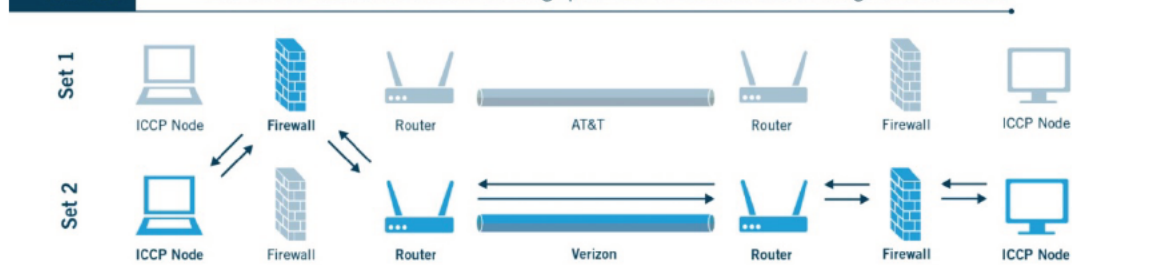 Set 1
ICCP Node
Firewall
Router
AT&T
Router
Firewall
ICCP Node
Set 2
ICCP Node
Firewall
Router
Verizon
Router
Firewall
ICCP Node